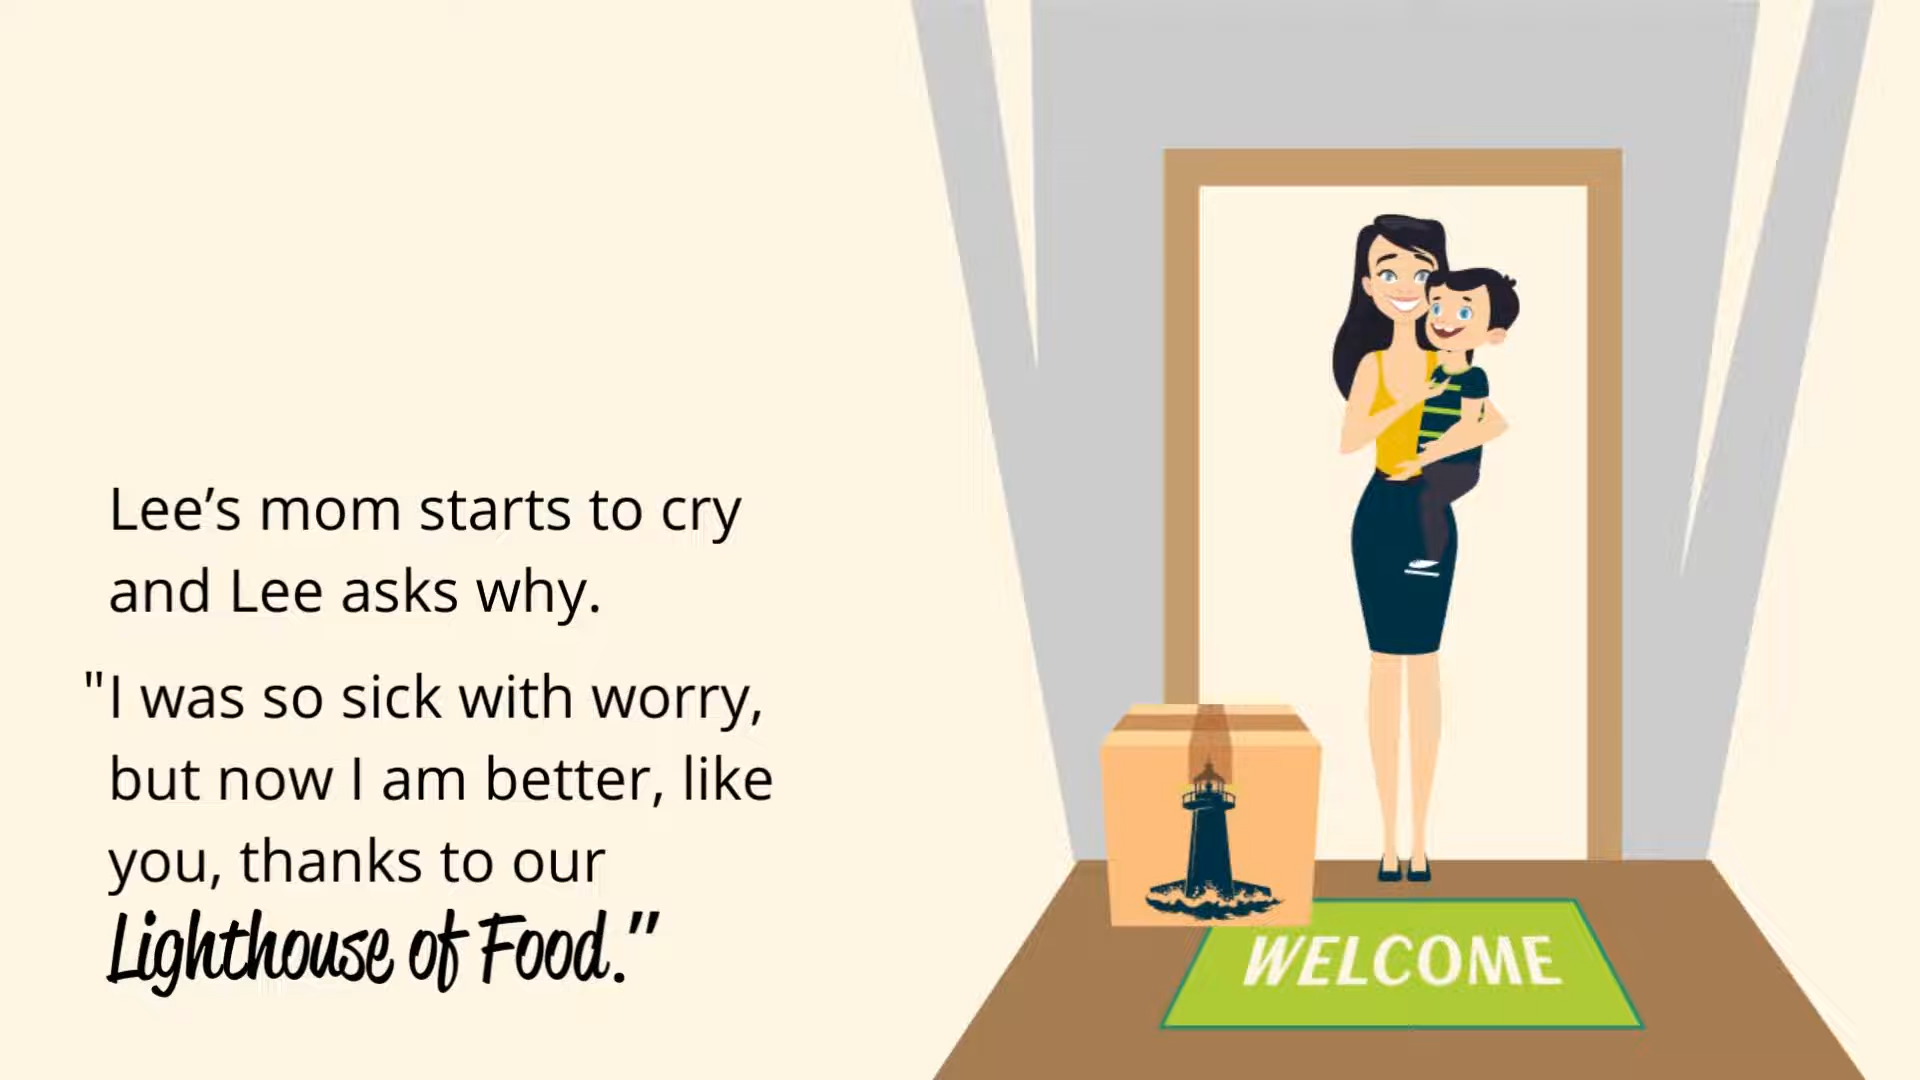 Lee’s mom starts to cry
and Lee asks why.
"I was so sick with worry,
but now I am better, like
you, thanks to our
Lighthouse of Food.”
WELCOME